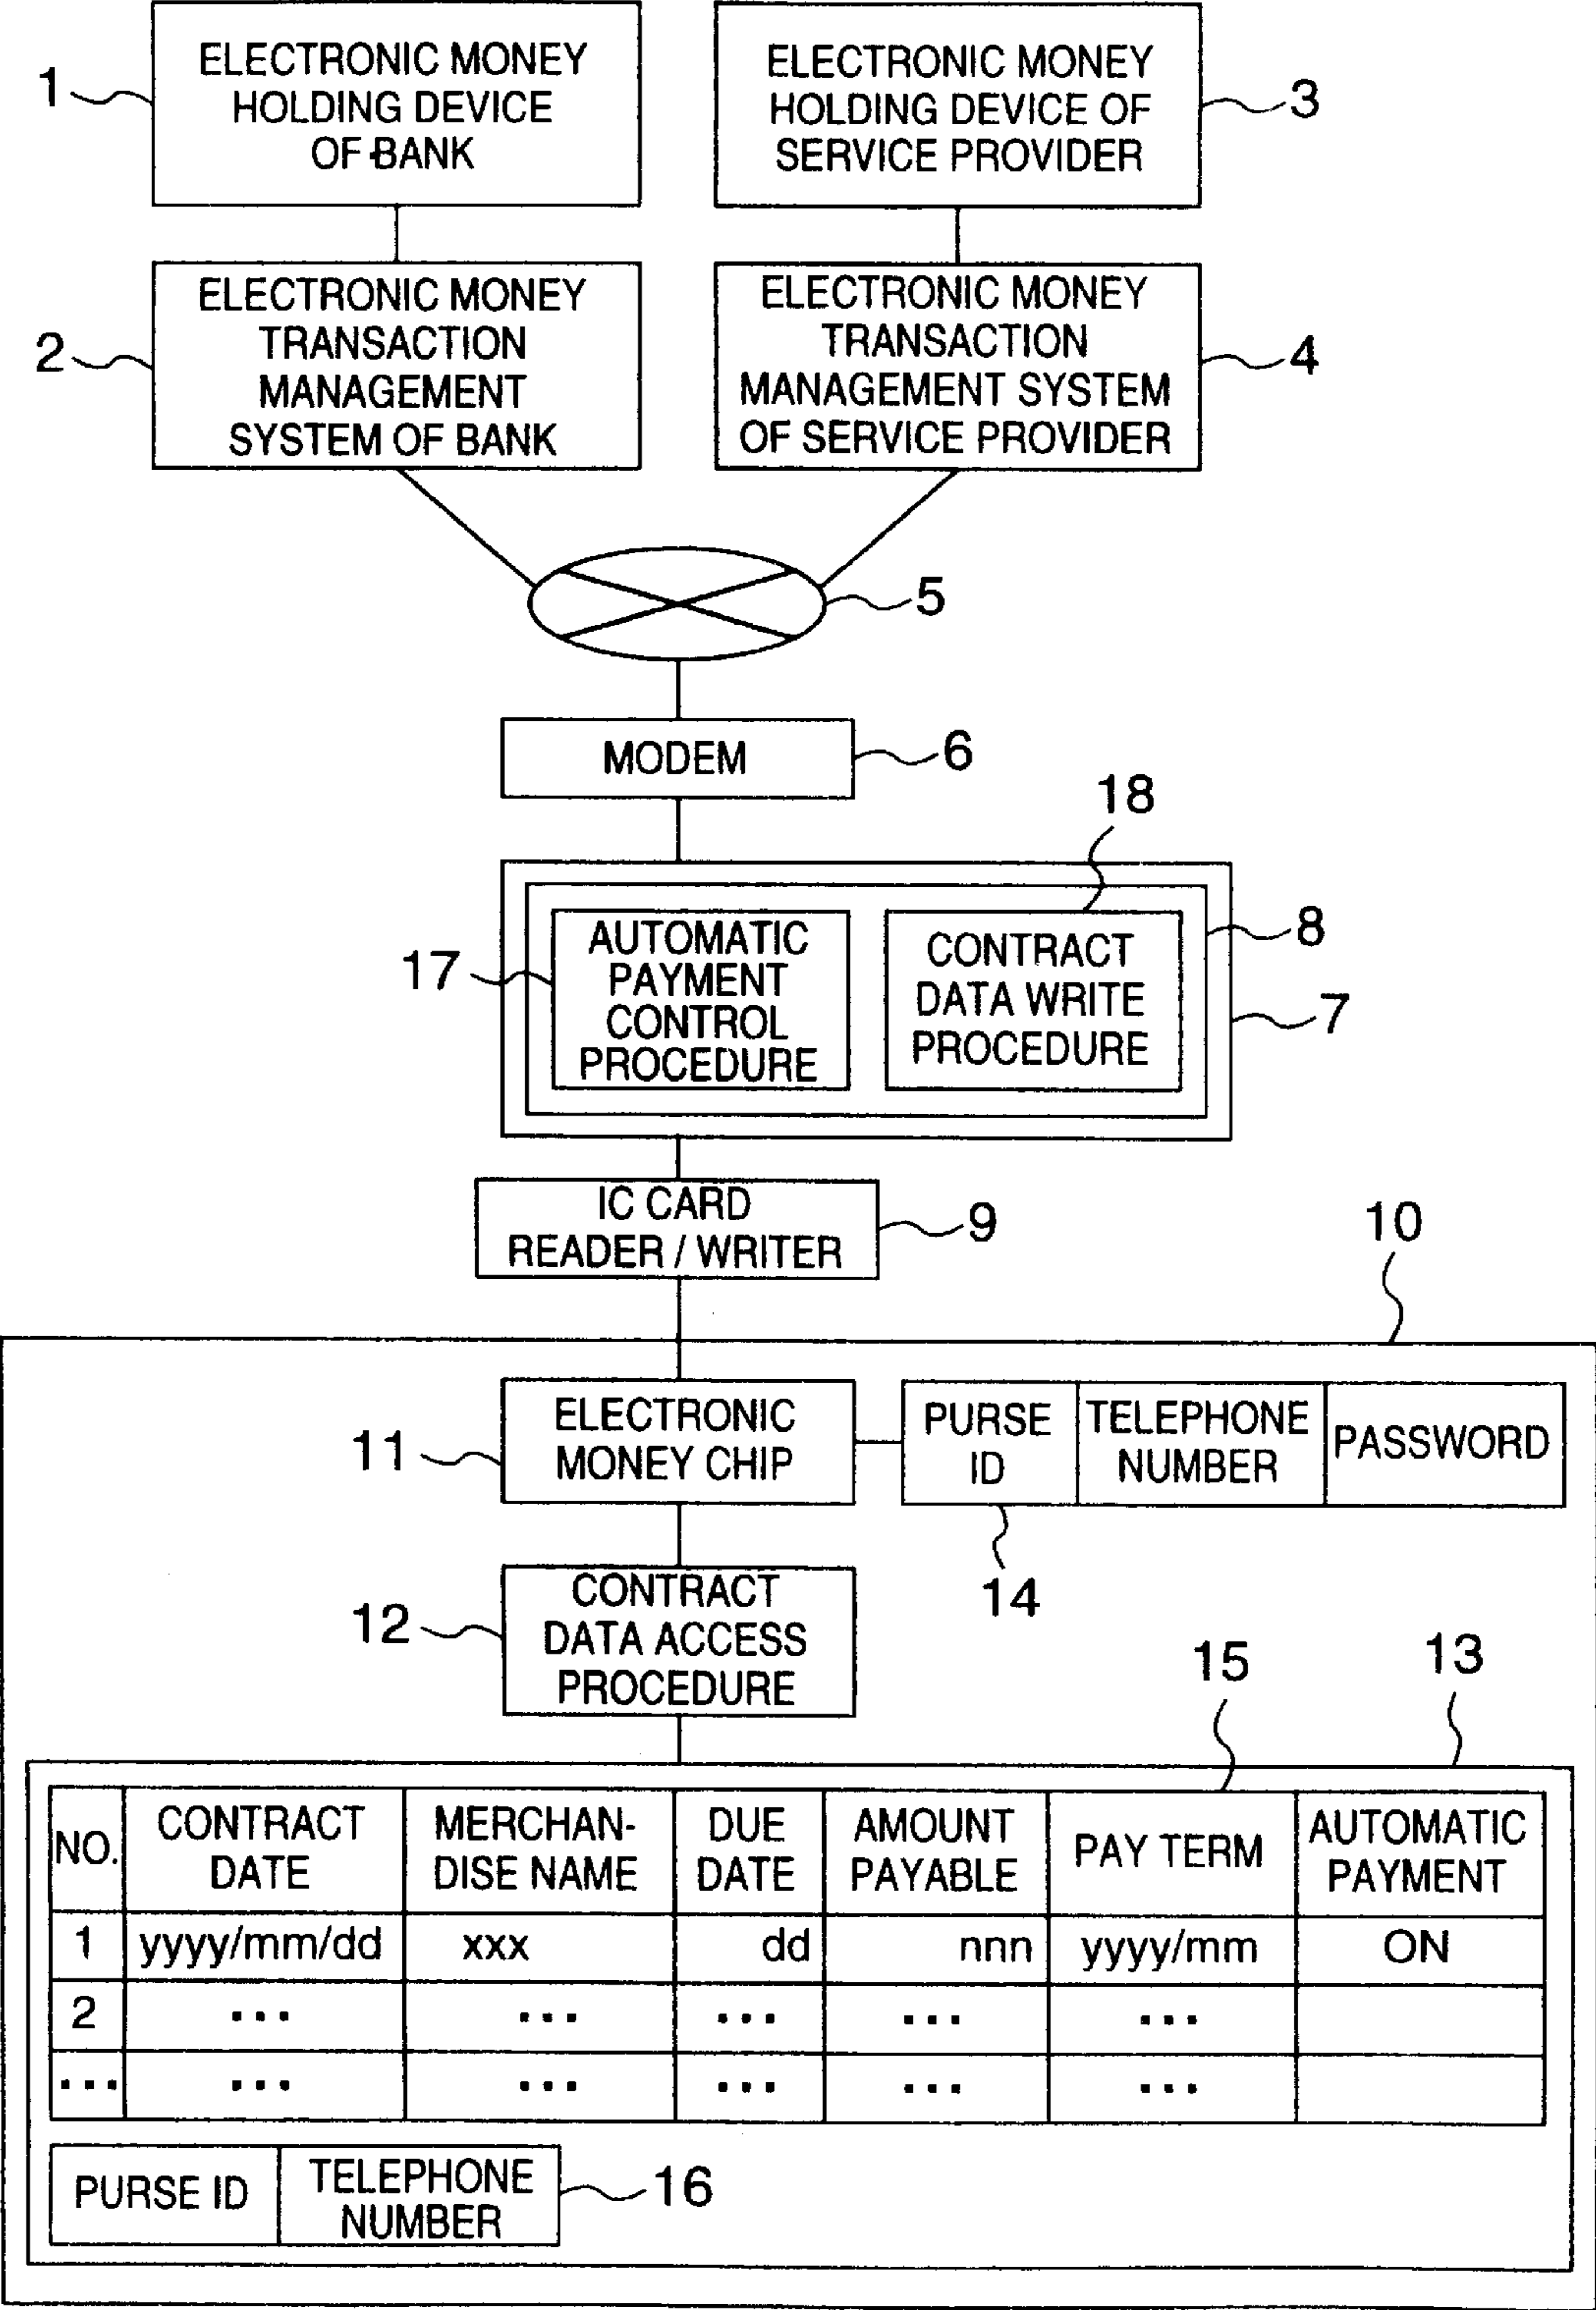 ELECTRONIC MONEY
HOLDING DEVICE
OF BANK
1
ELECTRONIC MONEY
HOLDING DEVICE OF
SERVICE PROVIDER
3
ELECTRONIC MONEY
TRANSACTION
MANAGEMENT
SYSTEM OF BANK
2
ELECTRONIC MONEY
TRANSACTION
MANAGEMENT SYSTEM
OF SERVICE PROVIDER
4
5
MODEM
6
18
17
AUTOMATIC
PAYMENT
CONTROL
PROCEDURE
CONTRACT
DATA WRITE
PROCEDURE
8
7
IC CARD
READER / WRITER
9
10
11
ELECTRONIC
MONEY CHIP
PURSE
ID
TELEPHONE
NUMBER
PASSWORD
14
12
CONTRACT
DATA ACCESS
PROCEDURE
15
13
NO.
CONTRACT
DATE
MERCHAN-
DISE NAME
DUE
DATE
AMOUNT
PAYABLE
PAY TERM
AUTOMATIC
PAYMENT
1 yyyy/mm/dd xxx dd nnn yyyy/mm ON
2 ... ... ... ... ...
... ... ... ... ... ...
PURSE ID
TELEPHONE
NUMBER
16